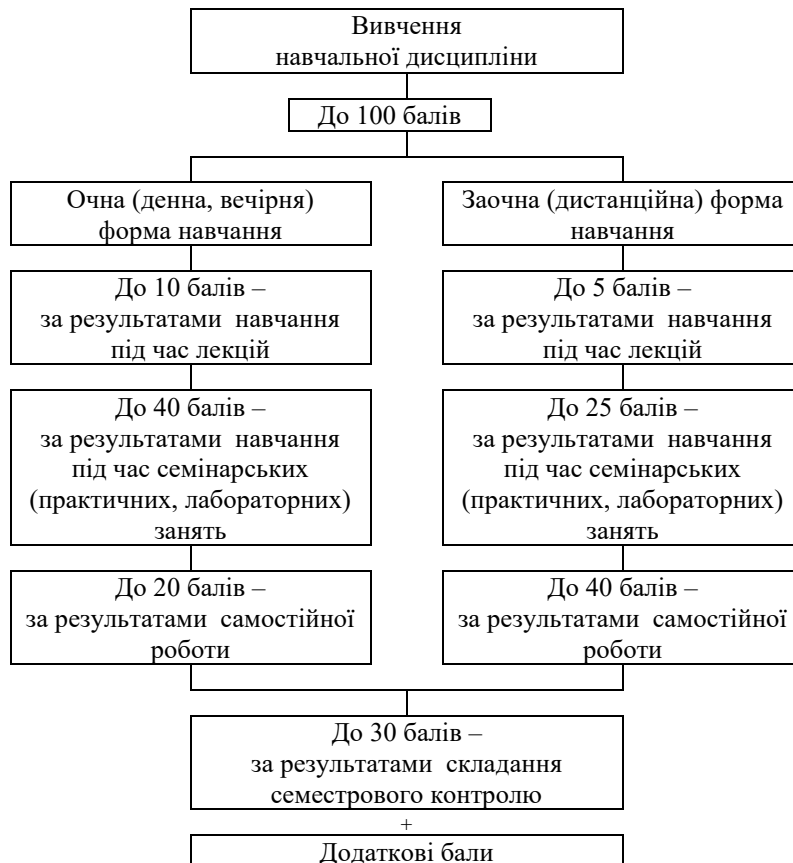 Вивчення
навчальної дисципліни
До 100 балів
Очна (денна, вечірня)
форма навчання
До 10 балів –
за результатами навчання
під час лекцій
До 40 балів –
за результатами навчання
під час семінарських
(практичних, лабораторних)
занять
До 20 балів –
за результатами самостійної
роботи
Заочна (дистанційна) форма
навчання
До 5 балів –
за результатами навчання
під час лекцій
До 25 балів –
за результатами навчання
під час семінарських
(практичних, лабораторних)
занять
До 40 балів –
за результатами самостійної
роботи
До 30 балів –
за результатами складання
семестрового контролю
+
Додаткові бали